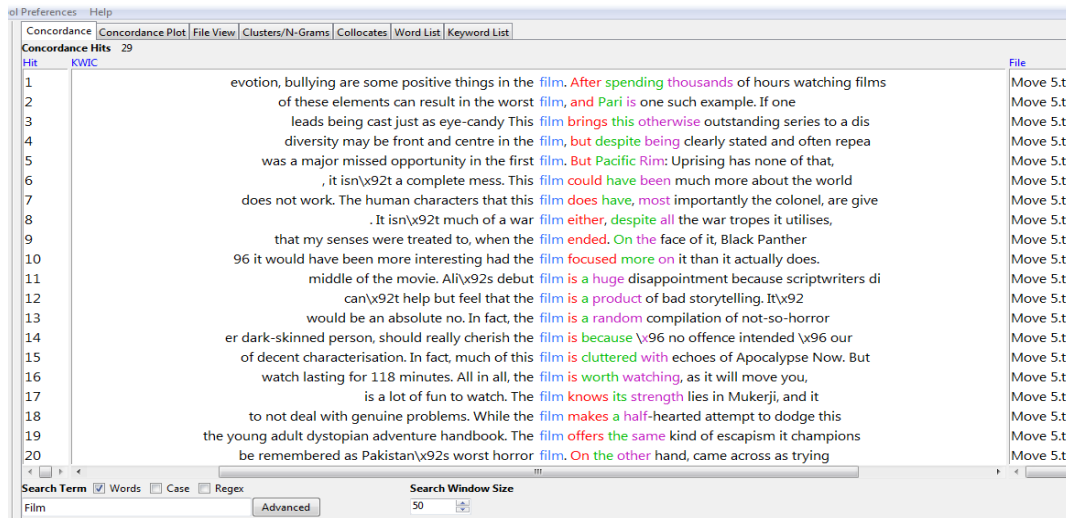 ol Preferences Help
Concordance Concordance Plot File View Clusters/N-Grams Collocates Word List Keyword List
Concordance Hits 29
Hit KWIC File
1 evotion, bullying are some positive things in the film. After spending thousands of hours watching films Move 5.t
2 of these elements can result in the worst film, and Pari is one such example. If one Move 5.t
3 leads being cast just as eye-candy This film brings this otherwise outstanding series to a dis Move 5.t
4 diversity may be front and centre in the film, but despite being clearly stated and often repea Move 5.t
5 was a major missed opportunity in the first film. But Pacific Rim: Uprising has none of that, Move 5.t
6 , it isn\x92t a complete mess. This film could have been much more about the world Move 5.t
7 does not work. The human characters that this film does have, most importantly the colonel, are give Move 5.t
8 . It isn\x92t much of a war film either, despite all the war tropes it utilises, Move 5.t
9 that my senses were treated to, when the film ended. On the face of it, Black Panther Move 5.t
10 96 it would have been more interesting had the film focused more on it than it actually does. Move 5.t
11 middle of the movie. Ali\x92s debut film is a huge disappointment because scriptwriters di Move 5.t
12 can\x92t help but feel that the film is a product of bad storytelling. It\x92 Move 5.t
13 would be an absolute no. In fact, the film is a random compilation of not-so-horror Move 5.t
14 er dark-skinned person, should really cherish the film is because \x96 no offence intended \x96 our Move 5.t
15 of decent characterisation. In fact, much of this film is cluttered with echoes of Apocalypse Now. But Move 5.t
16 watch lasting for 118 minutes. All in all, the film is worth watching, as it will move you, Move 5.t
17 is a lot of fun to watch. The film knows its strength lies in Mukerji, and it Move 5.t
18 to not deal with genuine problems. While the film makes a half-hearted attempt to dodge this Move 5.t
19 the young adult dystopian adventure handbook. The film offers the same kind of escapism it champions Move 5.t
20 be remembered as Pakistan\x92s worst horror film. On the other hand, came across as trying Move 5.t
Search Term Words Case Regex Search Window Size
Film Advanced 50